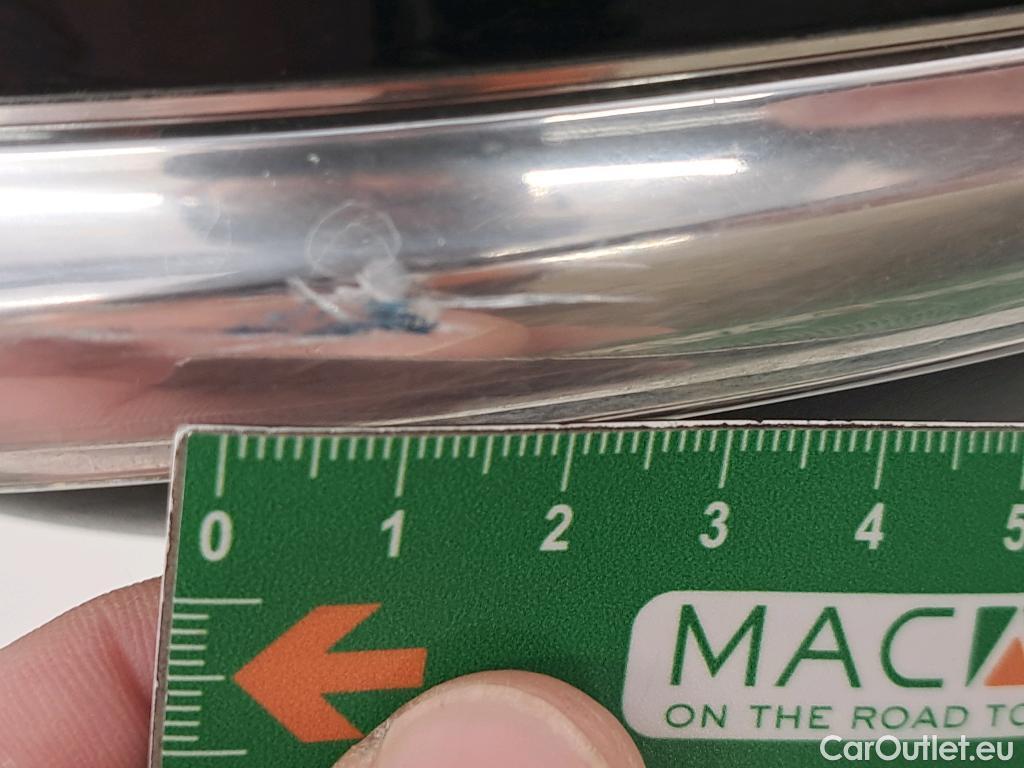 0 1 2 3 4 5
MAC
ON THE ROAD TO
CarOutlet.eu